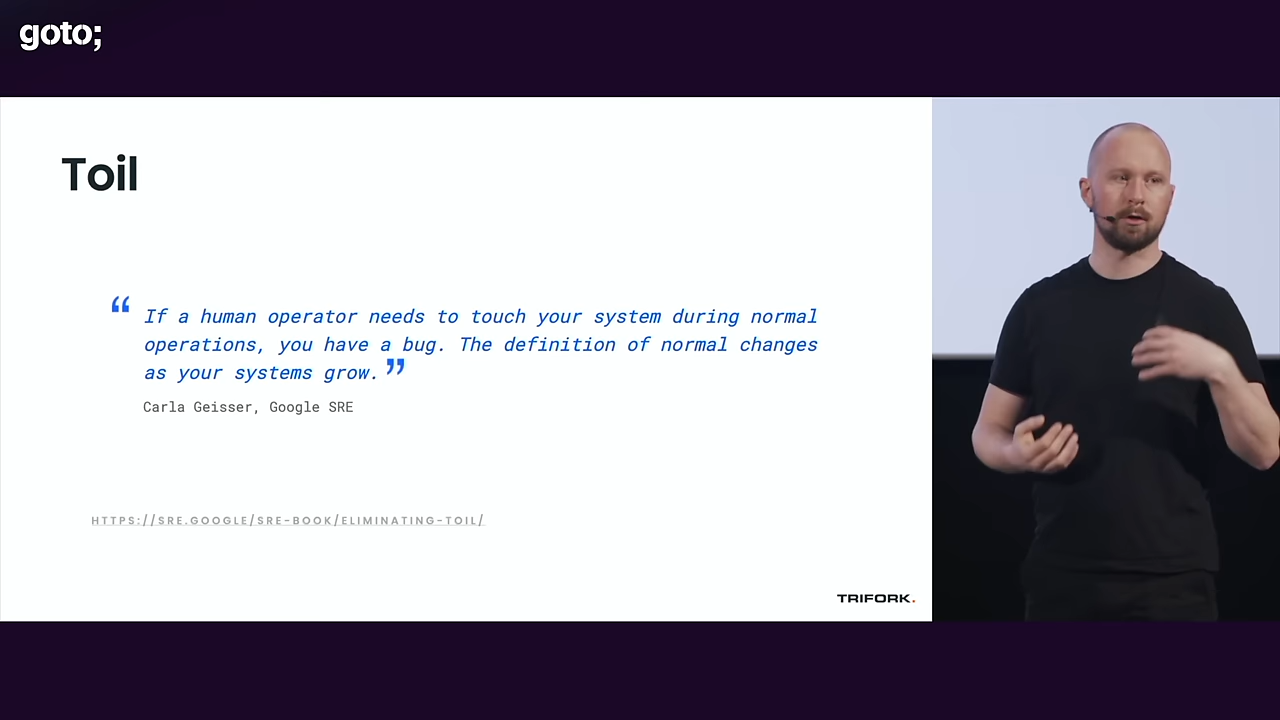 goto;
Toil
“ If a human operator needs to touch your system during normal
operations, you have a bug. The definition of normal changes
as your systems grow. ”
Carla Geisser, Google SRE
HTTPS://SRE.GOOGLE/SRE-BOOK/ELIMINATING-TOIL/
TRIFORK.